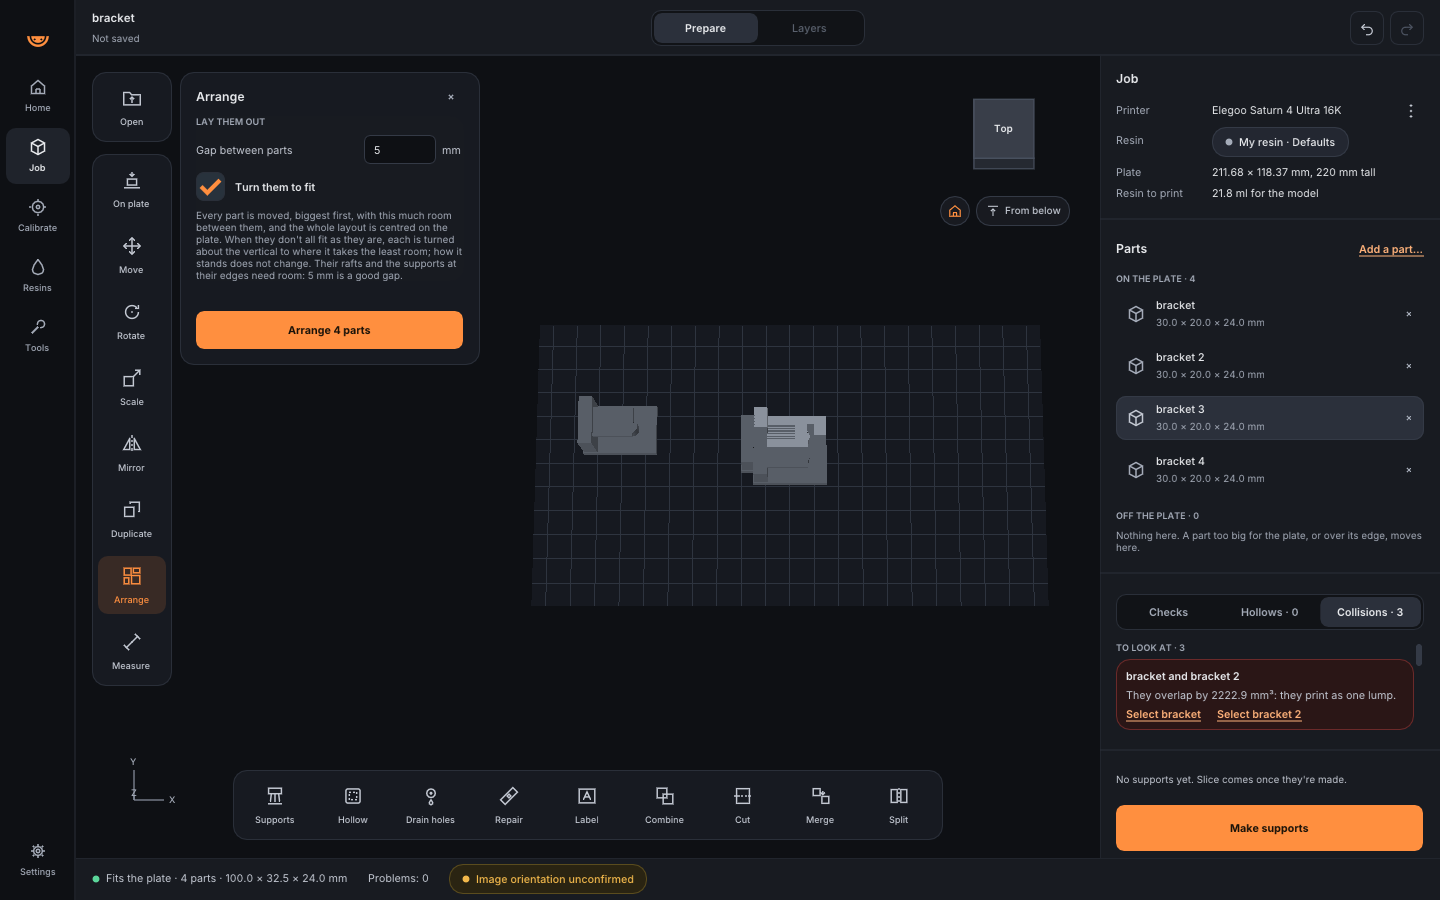 bracket
Not saved
Prepare
Layers
Home
Job
Calibrate
Resins
Tools
Settings
Open
On plate
Move
Rotate
Scale
Mirror
Duplicate
Arrange
Measure
Arrange
×
LAY THEM OUT
Gap between parts
5
mm
Turn them to fit
Every part is moved, biggest first, with this much room
between them, and the whole layout is centred on the
plate. When they don't all fit as they are, each is turned
about the vertical to where it takes the least room; how it
stands does not change. Their rafts and the supports at
their edges need room: 5 mm is a good gap.
Arrange 4 parts
Top
From below
Y
Z
X
Supports
Hollow
Drain holes
Repair
Label
Combine
Cut
Merge
Split
Job
Printer
Elegoo Saturn 4 Ultra 16K
Resin
My resin · Defaults
Plate
211.68 × 118.37 mm, 220 mm tall
Resin to print
21.8 ml for the model
Parts
Add a part...
ON THE PLATE · 4
bracket
30.0 × 20.0 × 24.0 mm
×
bracket 2
30.0 × 20.0 × 24.0 mm
×
bracket 3
30.0 × 20.0 × 24.0 mm
×
bracket 4
30.0 × 20.0 × 24.0 mm
×
OFF THE PLATE · 0
Nothing here. A part too big for the plate, or over its edge, moves
here.
Checks
Hollows · 0
Collisions · 3
TO LOOK AT · 3
bracket and bracket 2
They overlap by 2222.9 mm³: they print as one lump.
Select bracket
Select bracket 2
No supports yet. Slice comes once they're made.
Make supports
Fits the plate · 4 parts · 100.0 × 32.5 × 24.0 mm
Problems: 0
Image orientation unconfirmed